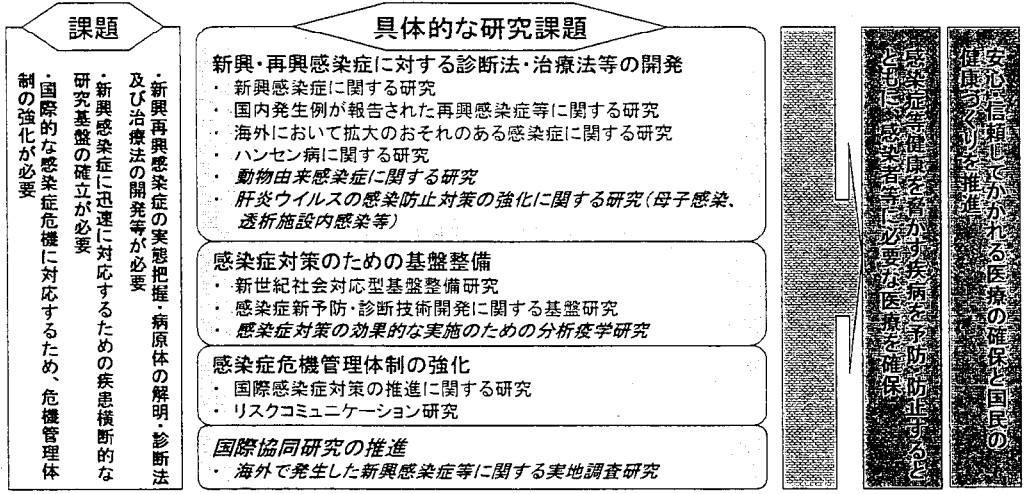 課題
・新興再興感染症の実態把握・病原体の解明・診断法
及び治療法の開発等が必要
・新興感染症に迅速に対応するための疾患横断的な
研究基盤の確立が必要
・国際的な感染症危機に対応するため、危機管理体
制の強化が必要
具体的な研究課題
新興・再興感染症に対する診断法・治療法等の開発
・ 新興感染症に関する研究
・ 国内発生例が報告された再興感染症等に関する研究
・ 海外において拡大のおそれのある感染症に関する研究
・ ハンセン病に関する研究
・ 動物由来感染症に関する研究
・ 肝炎ウイルスの感染防止対策の強化に関する研究(母子感染、
透析施設内感染等)
感染症対策のための基盤整備
・ 新世紀社会対応型基盤整備研究
・ 感染症新予防・診断技術開発に関する基盤研究
・ 感染症対策の効果的な実施のための分析疫学研究
感染症危機管理体制の強化
・ 国際感染症対策の推進に関する研究
・ リスクコミュニケーション研究
国際協同研究の推進
・ 海外で発生した新興感染症等に関する実地調査研究
感染症等健康を脅かす疾病を予防・防止すると
ともに、感染者等に必要な医療を確保
安心・信頼してかかれる医療の確保と国民の
健康づくりを推進